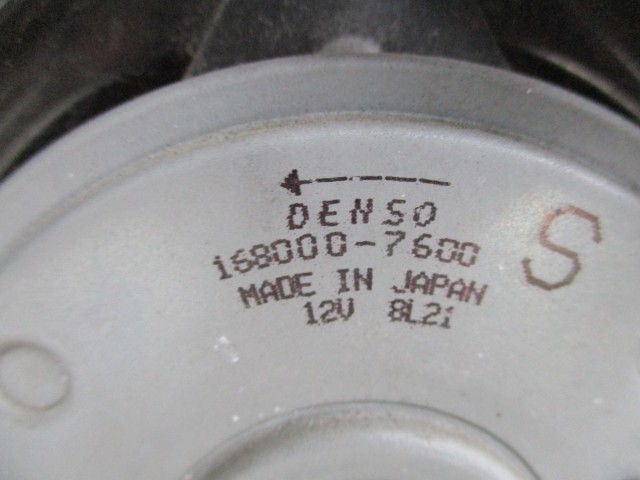 DENSO
168000-7600
MADE IN JAPAN
12V 8L21
S